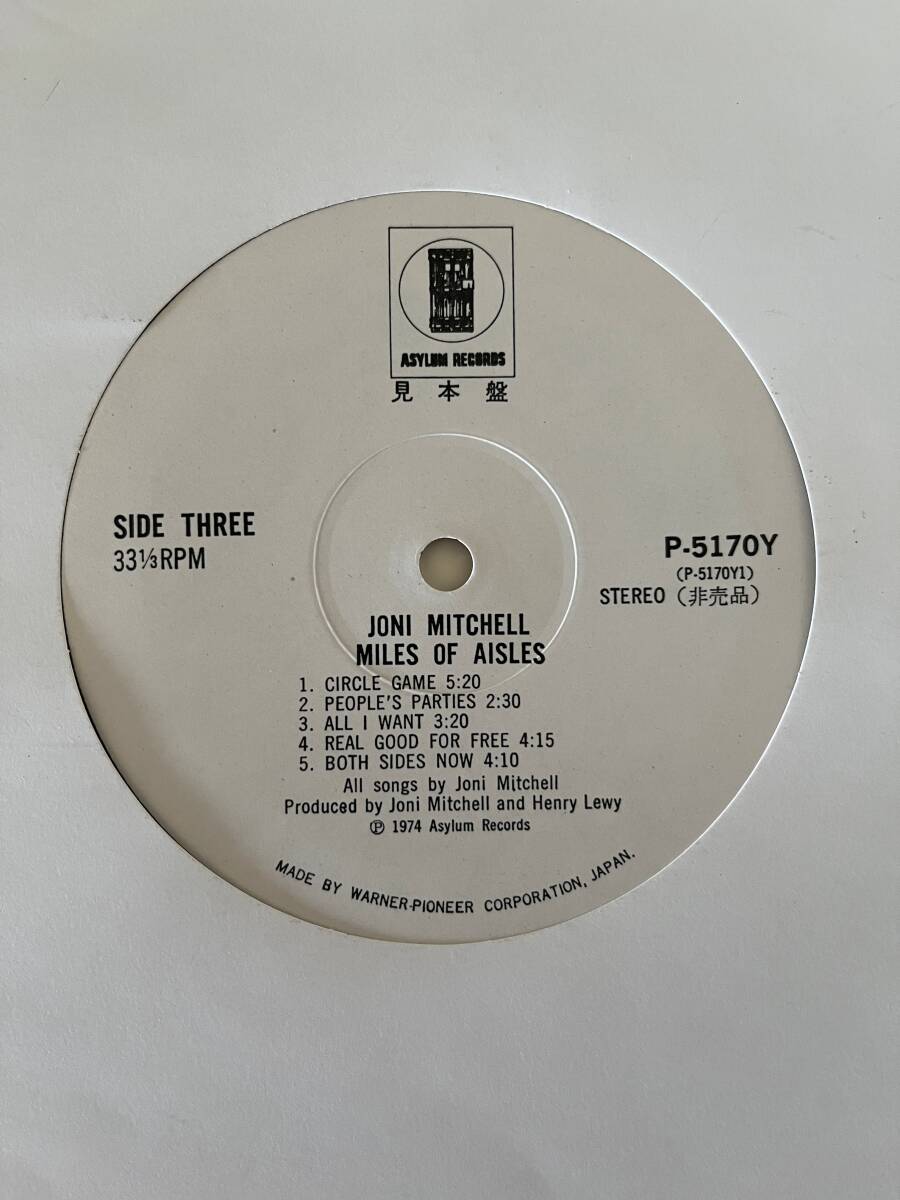 ASYLUM RECORDS
見本盤
SIDE THREE
33⅓RPM
P-5170Y
(P-5170Y1)
STEREO (非売品)
JONI MITCHELL
MILES OF AISLES
1. CIRCLE GAME 5:20
2. PEOPLE'S PARTIES 2:30
3. ALL I WANT 3:20
4. REAL GOOD FOR FREE 4:15
5. BOTH SIDES NOW 4:10
All songs by Joni Mitchell
Produced by Joni Mitchell and Henry Lewy
Ⓟ 1974 Asylum Records
MADE BY WARNER-PIONEER CORPORATION, JAPAN.